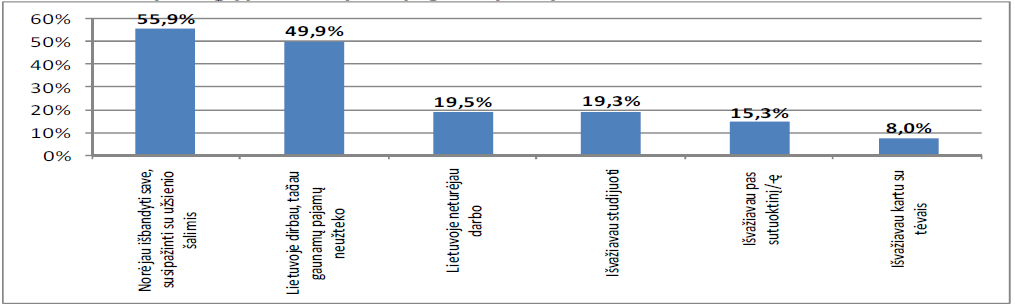 60%
50%
40%
30%
20%
10%
0%
55,9%
49,9%
19,5%
19,3%
15,3%
8,0%
Norėjau išbandyti save,
susipažinti su užsienio
šalimis
Lietuvoje dirbau, tačau
gaunamų pajamų
neužteko
Lietuvoje neturėjau
darbo
Išvažiavau studijuoti
Išvažiavau pas
sutuoktinį/-ę
Išvažiavau kartu su
tėvais